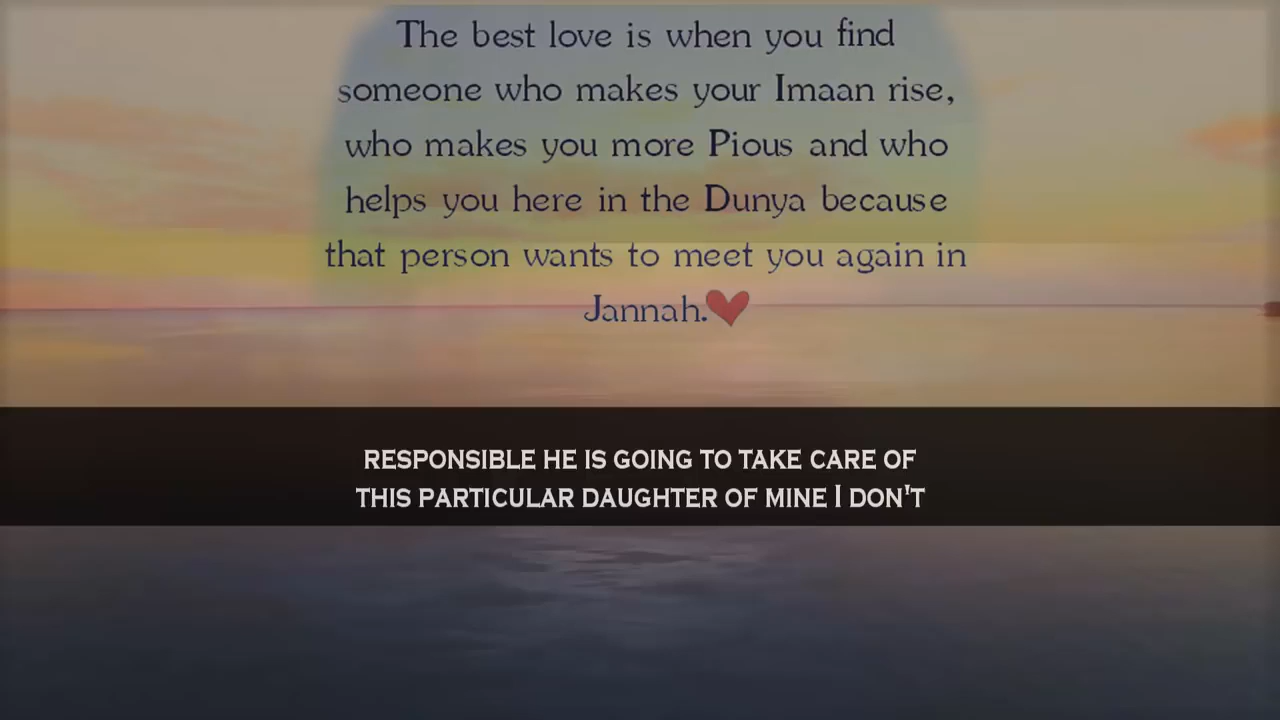 The best love is when you find
someone who makes your Imaan rise,
who makes you more Pious and who
helps you here in the Dunya because
that person wants to meet you again in
Jannah.❤
RESPONSIBLE HE IS GOING TO TAKE CARE OF
THIS PARTICULAR DAUGHTER OF MINE I DON'T